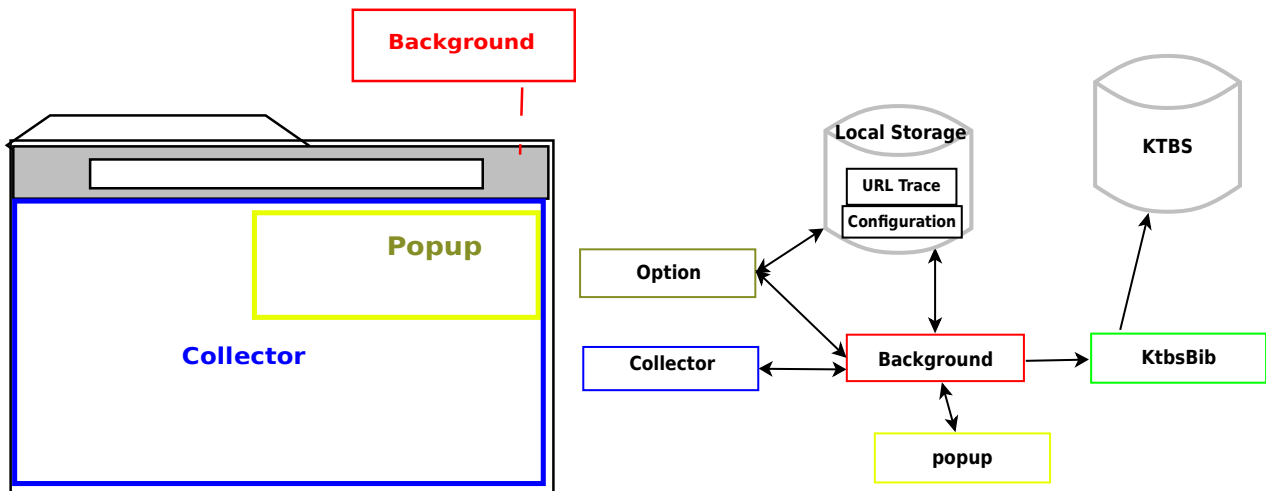 Background
Popup
Collector
Local Storage
URL Trace
Configuration
KTBS
Option
Collector
Background
KtbsBib
popup